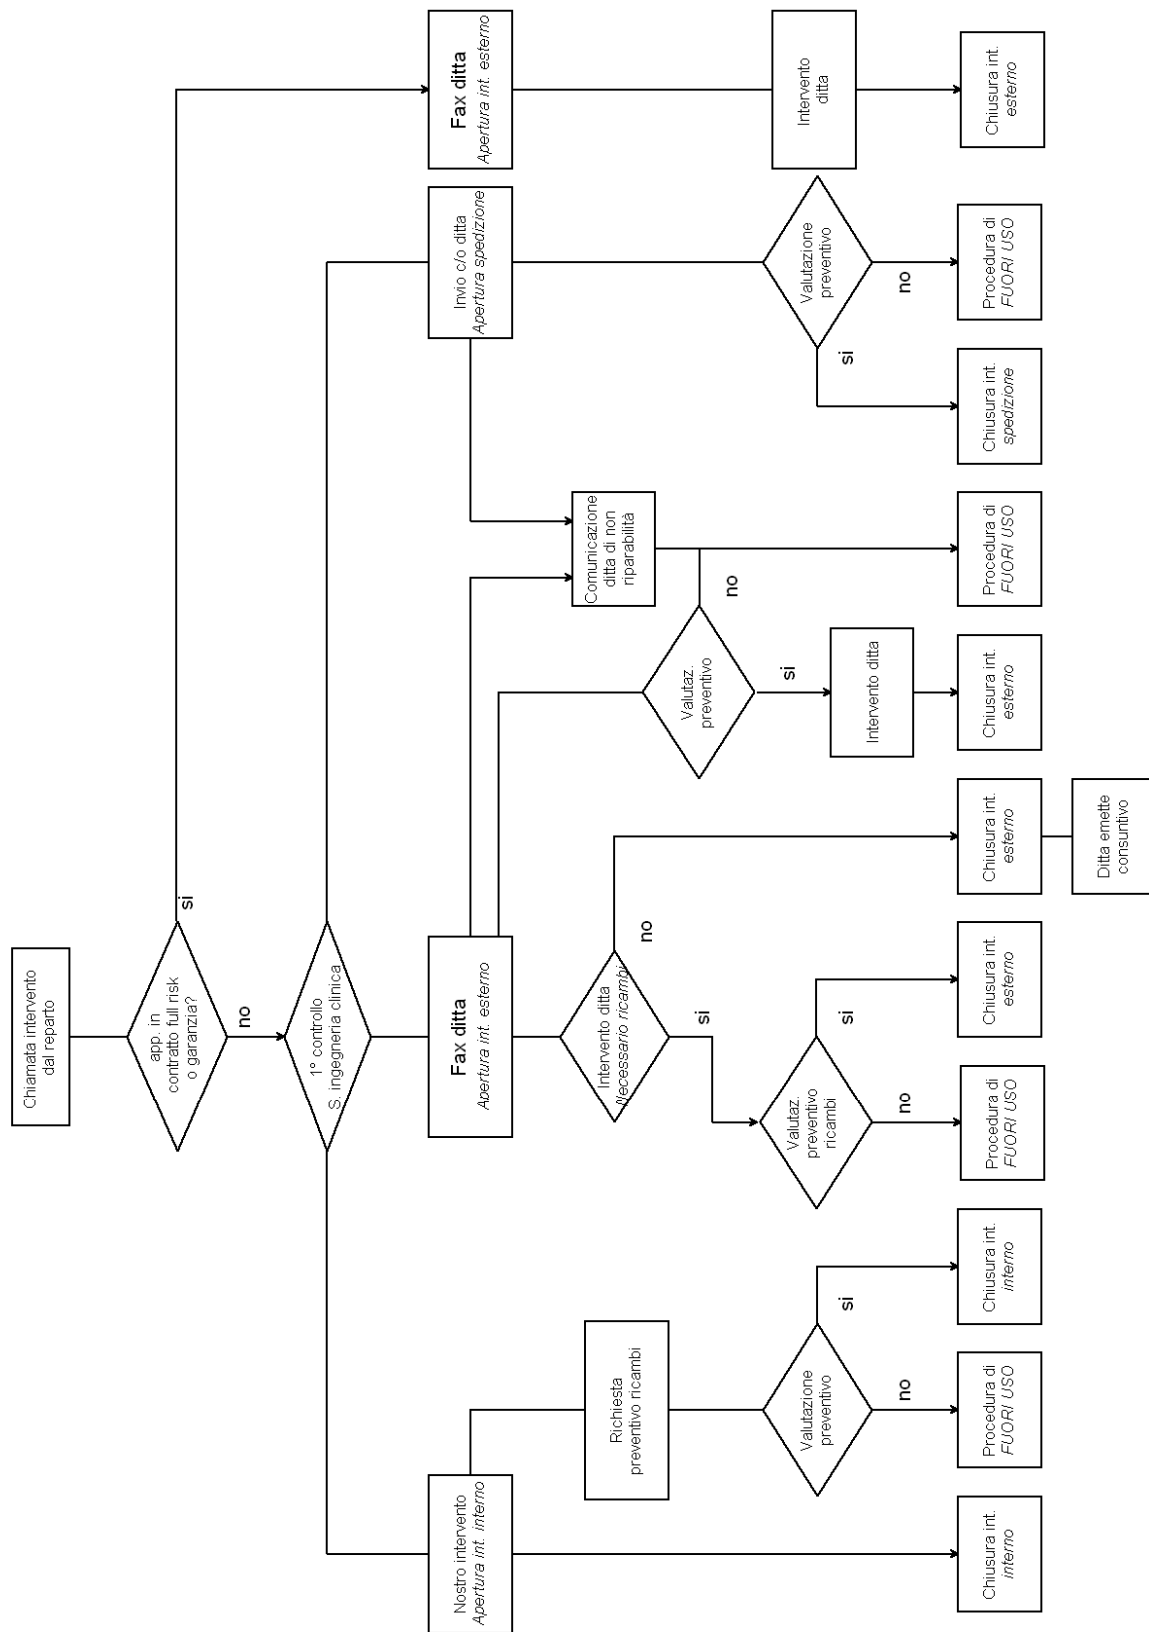 Chiamata intervento
dal reparto
app. in
contratto full risk
o garanzia?
si
no
1° controllo
S. ingegneria clinica
Nostro intervento
Apertura int. interno
Fax ditta
Apertura int. esterno
Invio c/o ditta
Apertura spedizione
Fax ditta
Apertura int. esterno
Richiesta
preventivo ricambi
Intervento ditta
Necessario ricambi
si
no
Valutaz.
preventivo
si
no
Comunicazione
ditta di non
riparabilità
Valutazione
preventivo
no
si
Valutaz.
preventivo
ricambi
no
si
Intervento ditta
Valutazione
preventivo
si
no
Intervento
ditta
Chiusura int.
interno
Procedura di
FUORI USO
Chiusura int.
interno
Procedura di
FUORI USO
Chiusura int.
esterno
Chiusura int.
esterno
Chiusura int.
esterno
Procedura di
FUORI USO
Chiusura int.
spedizione
Procedura di
FUORI USO
Chiusura int.
esterno
Ditta emette
consuntivo